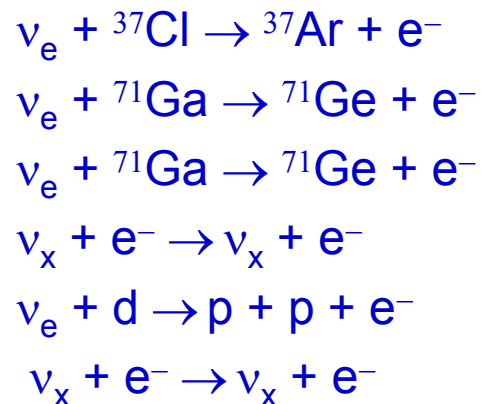 νₑ + ³⁷Cl → ³⁷Ar + e⁻
νₑ + ⁷¹Ga → ⁷¹Ge + e⁻
νₑ + ⁷¹Ga → ⁷¹Ge + e⁻
νₓ + e⁻ → νₓ + e⁻
νₑ + d → p + p + e⁻
νₓ + e⁻ → νₓ + e⁻